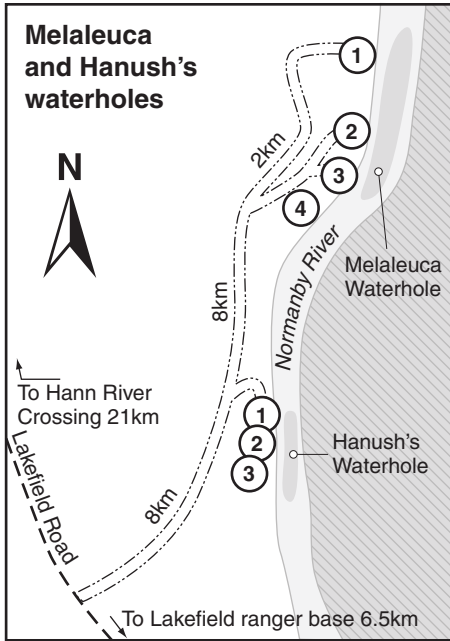 Melaleuca
and Hanush's
waterholes
N
1
2
3
4
2km
8km
Normanby River
Melaleuca
Waterhole
To Hann River
Crossing 21km
1
2
3
Hanush's
Waterhole
8km
Lakefield Road
To Lakefield ranger base 6.5km